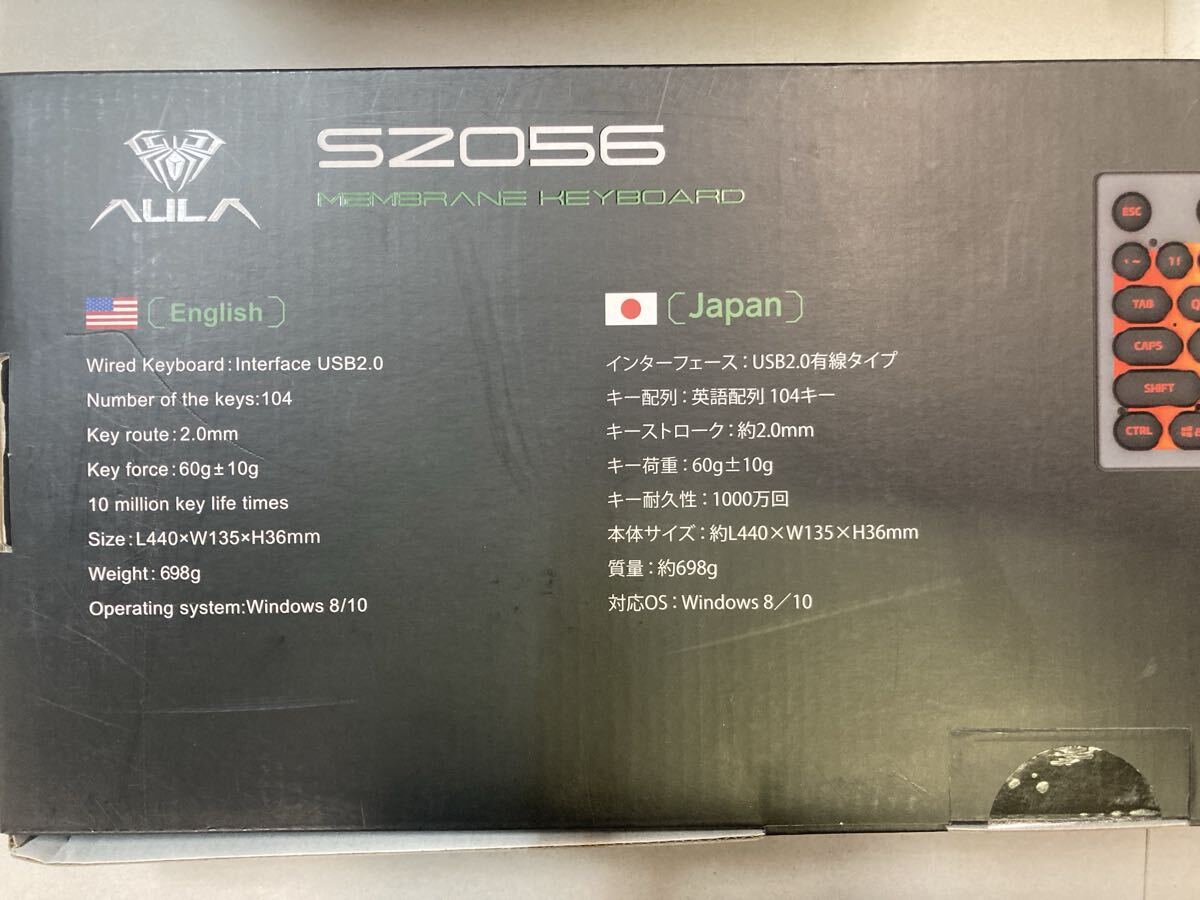 AULA
SZ056
MEMBRANE KEYBOARD
[English]
Wired Keyboard:Interface USB2.0
Number of the keys:104
Key route:2.0mm
Key force:60g±10g
10 million key life times
Size:L440×W135×H36mm
Weight:698g
Operating system:Windows 8/10
[Japan]
インターフェース:USB2.0有線タイプ
キー配列:英語配列 104キー
キーストローク:約2.0mm
キー荷重:60g±10g
キー耐久性:1000万回
本体サイズ:約L440×W135×H36mm
質量:約698g
対応OS:Windows 8/10
ESC
TAB
CAPS
SHIFT
CTRL